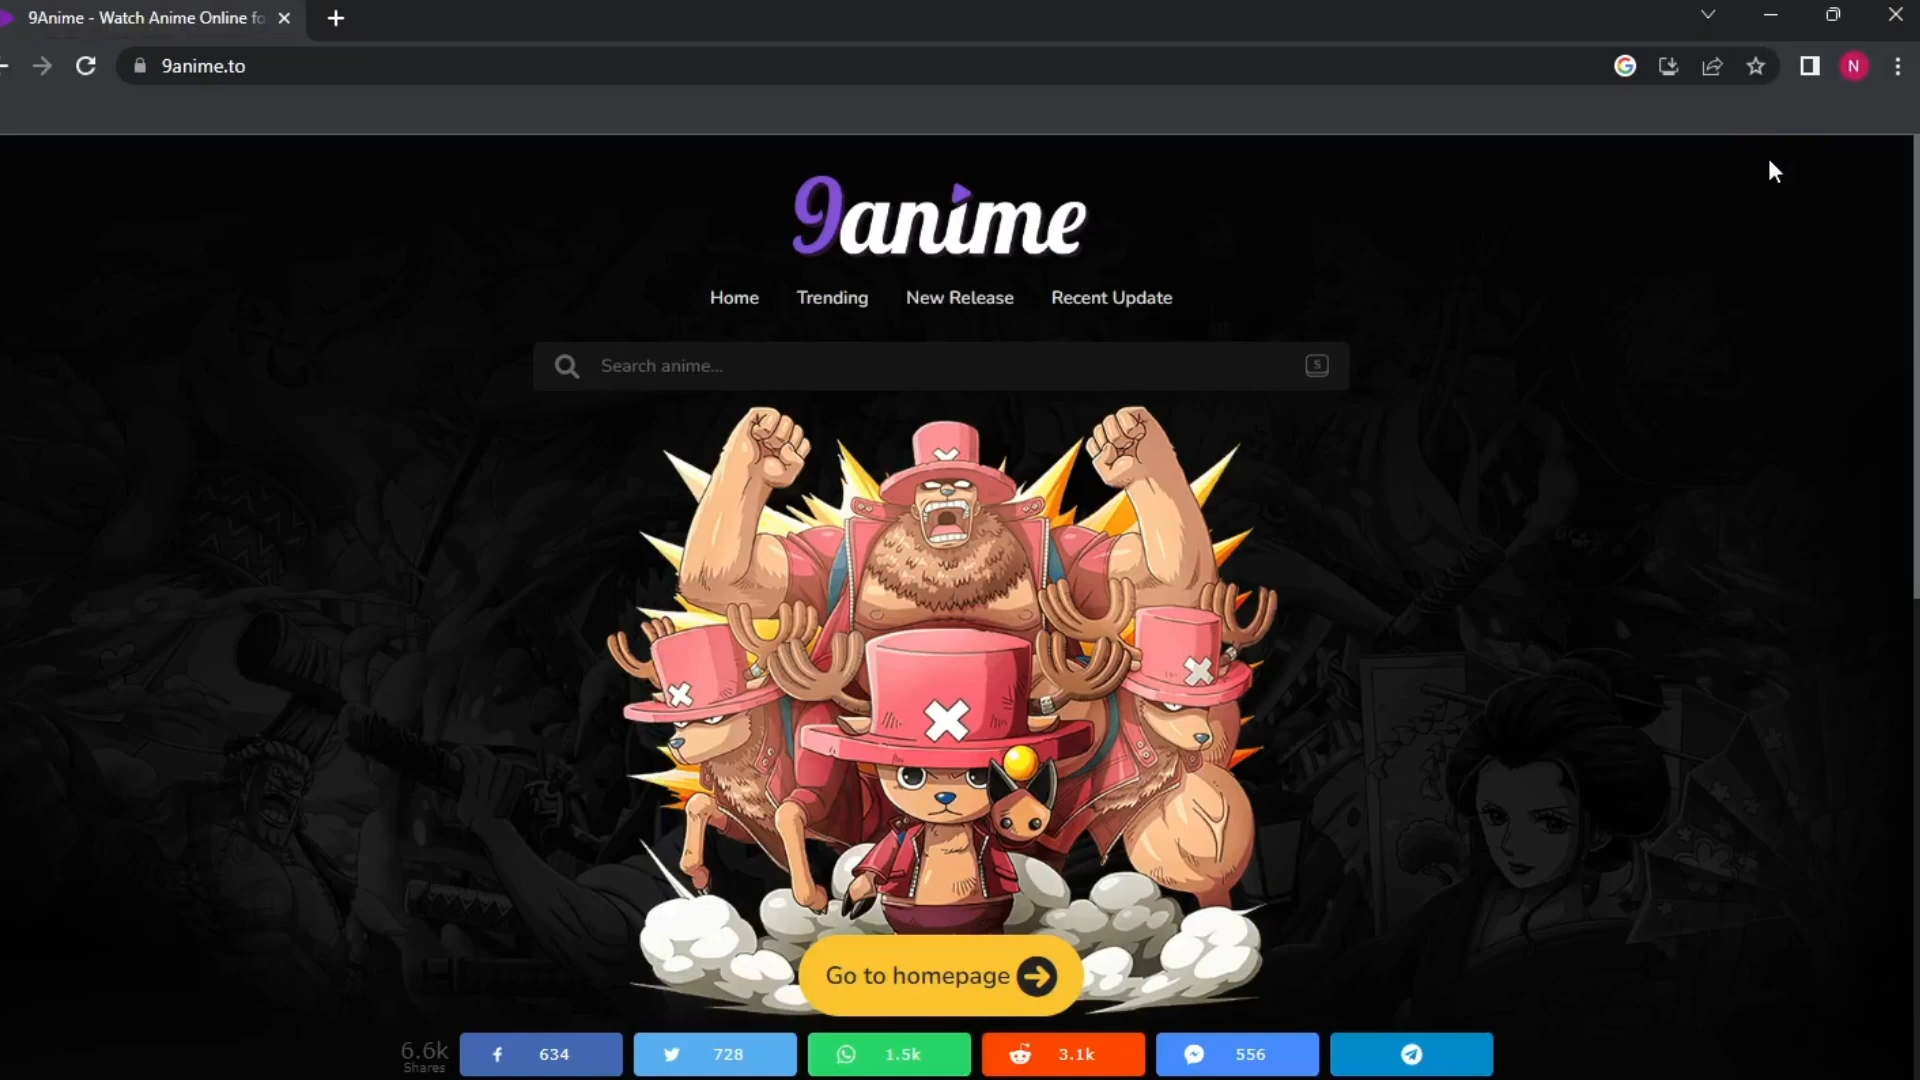 9Anime - Watch Anime Online fo
9anime.to
N
9anime
Home Trending New Release Recent Update
Search anime... S
Go to homepage
6.6k
Shares
634 728 1.5k 3.1k 556